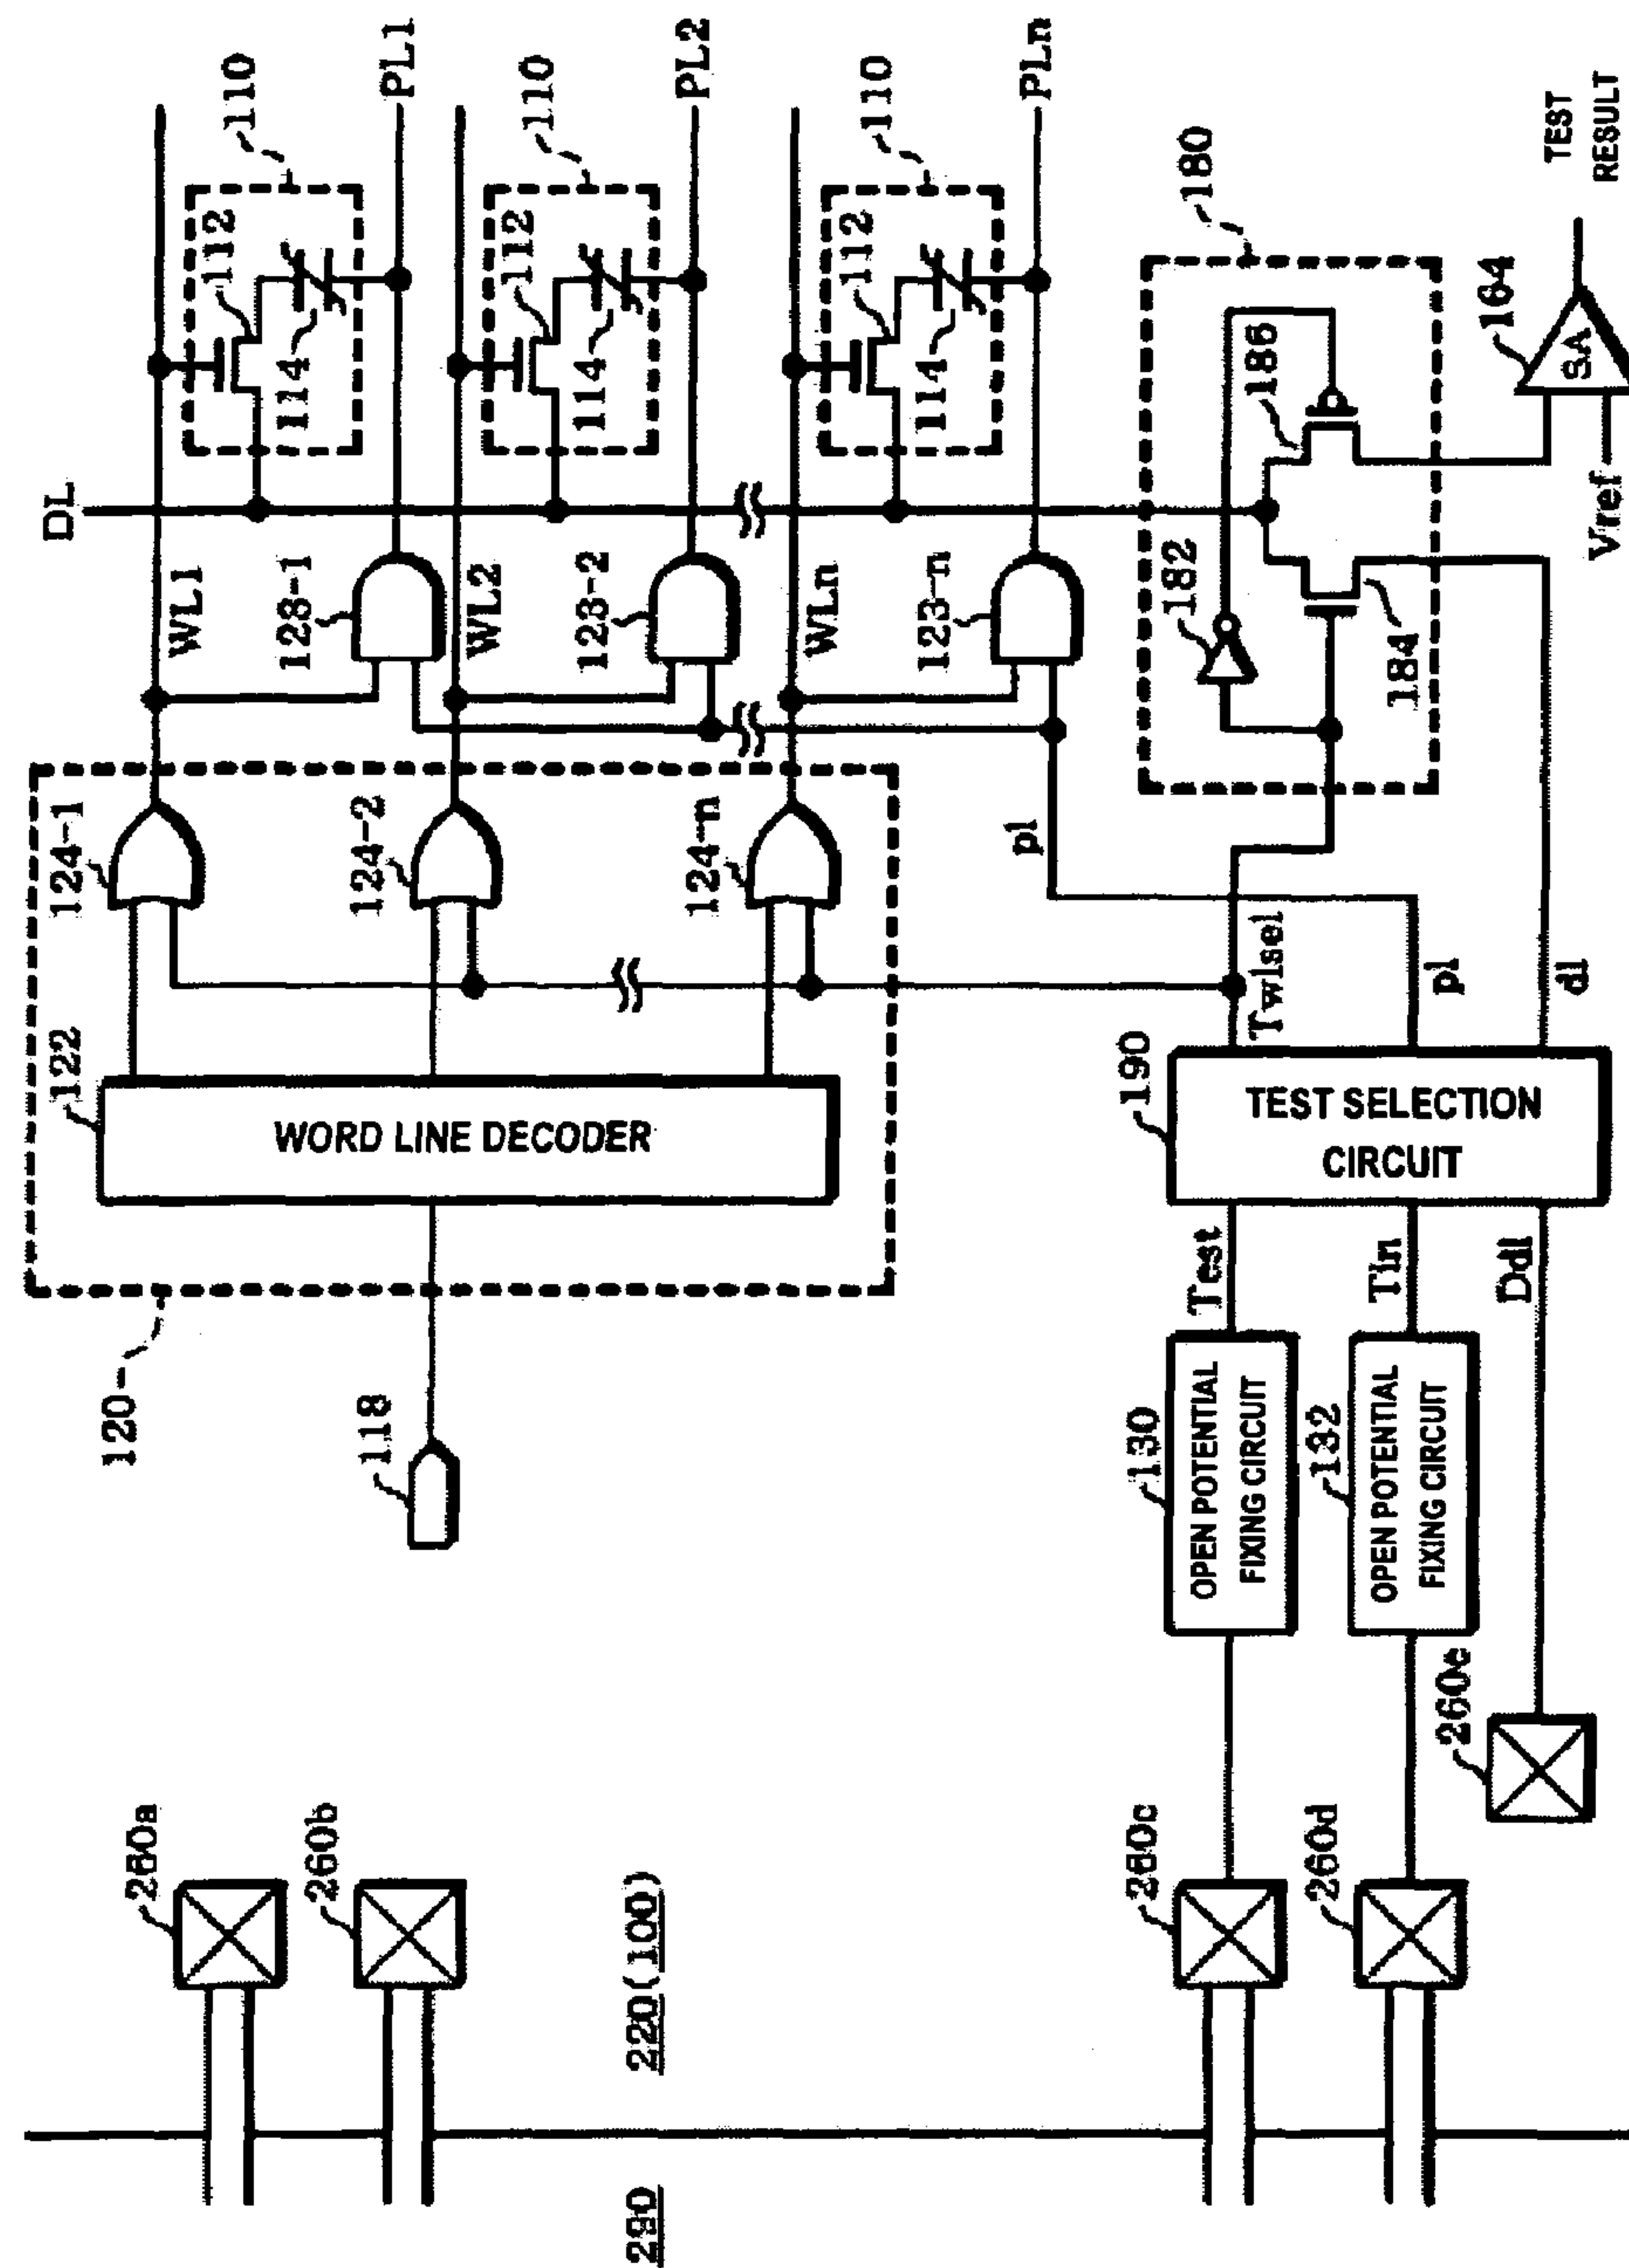 DL
WL1
WL2
WLn
PL1
PL2
PLn
110
110
110
112
112
112
114
114
114
123-1
123-2
123-n
124-1
124-2
124-n
122
WORD LINE DECODER
120
118
pl
Twlsel
pl
dl
180
182
184
186
164
SA
Vref
TEST
RESULT
190
TEST SELECTION
CIRCUIT
Test
Tin
Ddl
130
OPEN POTENTIAL
FIXING CIRCUIT
132
OPEN POTENTIAL
FIXING CIRCUIT
260a
260b
260c
260d
260e
220(100)
290